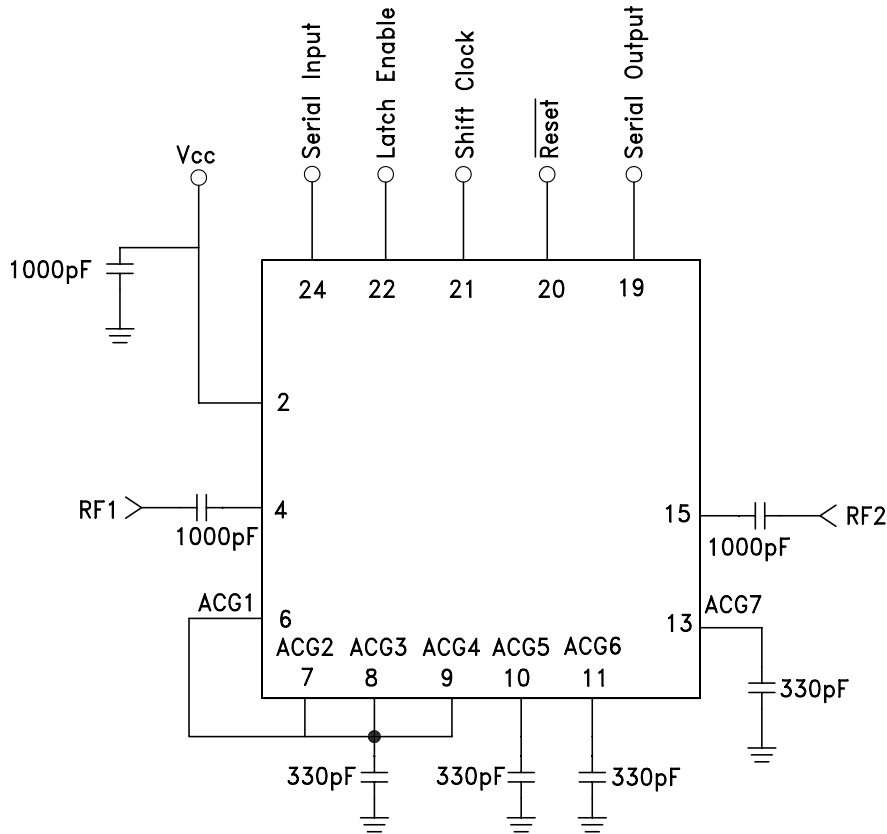 Serial Input
Latch Enable
Shift Clock
Reset
Serial Output
Vcc
1000pF
24
22
21
20
19
2
RF1
1000pF
4
15
1000pF
RF2
ACG1
6
ACG7
13
ACG2
ACG3
ACG4
ACG5
ACG6
7
8
9
10
11
330pF
330pF
330pF
330pF